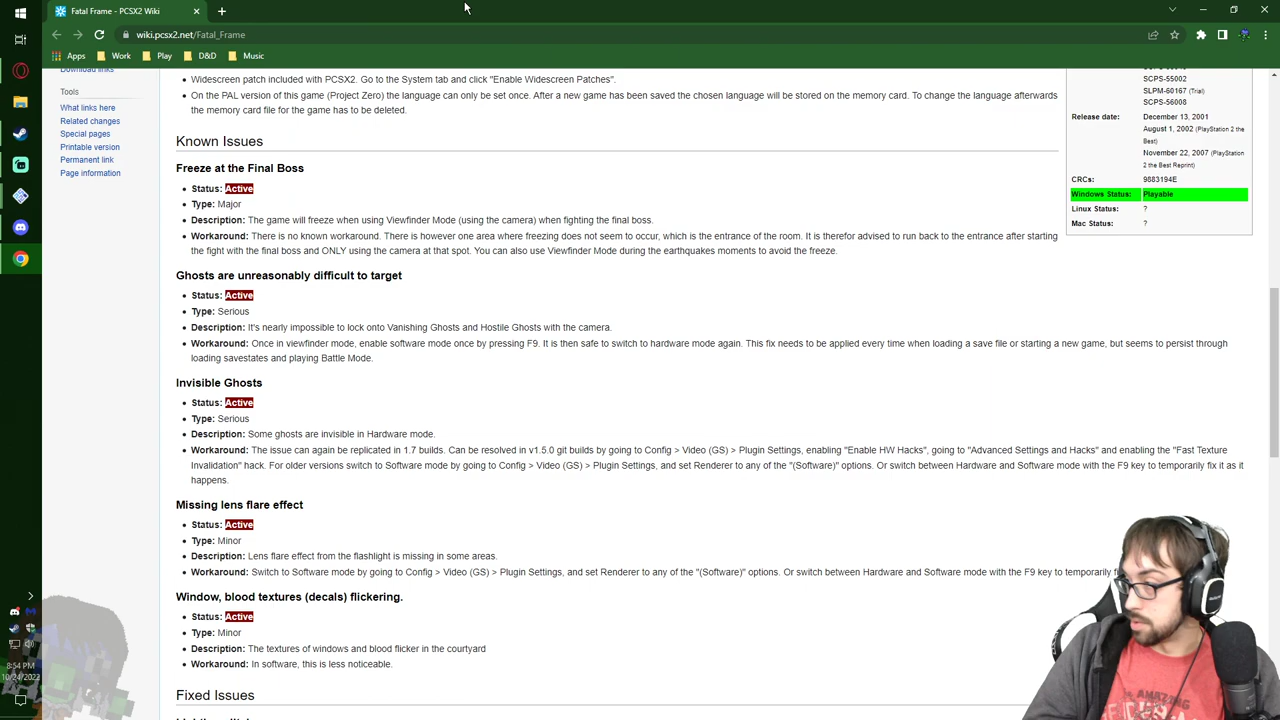 Fatal Frame - PCSX2 Wiki
wiki.pcsx2.net/Fatal_Frame
Apps Work Play D&D Music
Download links
Tools
What links here
Related changes
Special pages
Printable version
Permanent link
Page information
Widescreen patch included with PCSX2. Go to the System tab and click "Enable Widescreen Patches".
On the PAL version of this game (Project Zero) the language can only be set once. After a new game has been saved the chosen language will be stored on the memory card. To change the language afterwards
the memory card file for the game has to be deleted.
Known Issues
Freeze at the Final Boss
Status: Active
Type: Major
Description: The game will freeze when using Viewfinder Mode (using the camera) when fighting the final boss.
Workaround: There is no known workaround. There is however one area where freezing does not seem to occur, which is the entrance of the room. It is therefor advised to run back to the entrance after starting
the fight with the final boss and ONLY using the camera at that spot. You can also use Viewfinder Mode during the earthquakes moments to avoid the freeze.
Ghosts are unreasonably difficult to target
Status: Active
Type: Serious
Description: It's nearly impossible to lock onto Vanishing Ghosts and Hostile Ghosts with the camera.
Workaround: Once in viewfinder mode, enable software mode once by pressing F9. It is then safe to switch to hardware mode again. This fix needs to be applied every time when loading a save file or starting a new game, but seems to persist through
loading savestates and playing Battle Mode.
Invisible Ghosts
Status: Active
Type: Serious
Description: Some ghosts are invisible in Hardware mode.
Workaround: The issue can again be replicated in 1.7 builds. Can be resolved in v1.5.0 git builds by going to Config > Video (GS) > Plugin Settings, enabling "Enable HW Hacks", going to "Advanced Settings and Hacks" and enabling the "Fast Texture
Invalidation" hack. For older versions switch to Software mode by going to Config > Video (GS) > Plugin Settings, and set Renderer to any of the "(Software)" options. Or switch between Hardware and Software mode with the F9 key to temporarily fix it as it
happens.
Missing lens flare effect
Status: Active
Type: Minor
Description: Lens flare effect from the flashlight is missing in some areas.
Workaround: Switch to Software mode by going to Config > Video (GS) > Plugin Settings, and set Renderer to any of the "(Software)" options. Or switch between Hardware and Software mode with the F9 key to temporarily
Window, blood textures (decals) flickering.
Status: Active
Type: Minor
Description: The textures of windows and blood flicker in the courtyard
Workaround: In software, this is less noticeable.
Fixed Issues
SCPS-55002
SLPM-60167 (Trial)
SCPS-56008
Release date: December 13, 2001
August 1, 2002 (PlayStation 2 the
Best)
November 22, 2007 (PlayStation
2 the Best Reprint)
CRCs: 9883194E
Windows Status: Playable
Linux Status: ?
Mac Status: ?
8:54 PM
10/24/2022
AMAZING